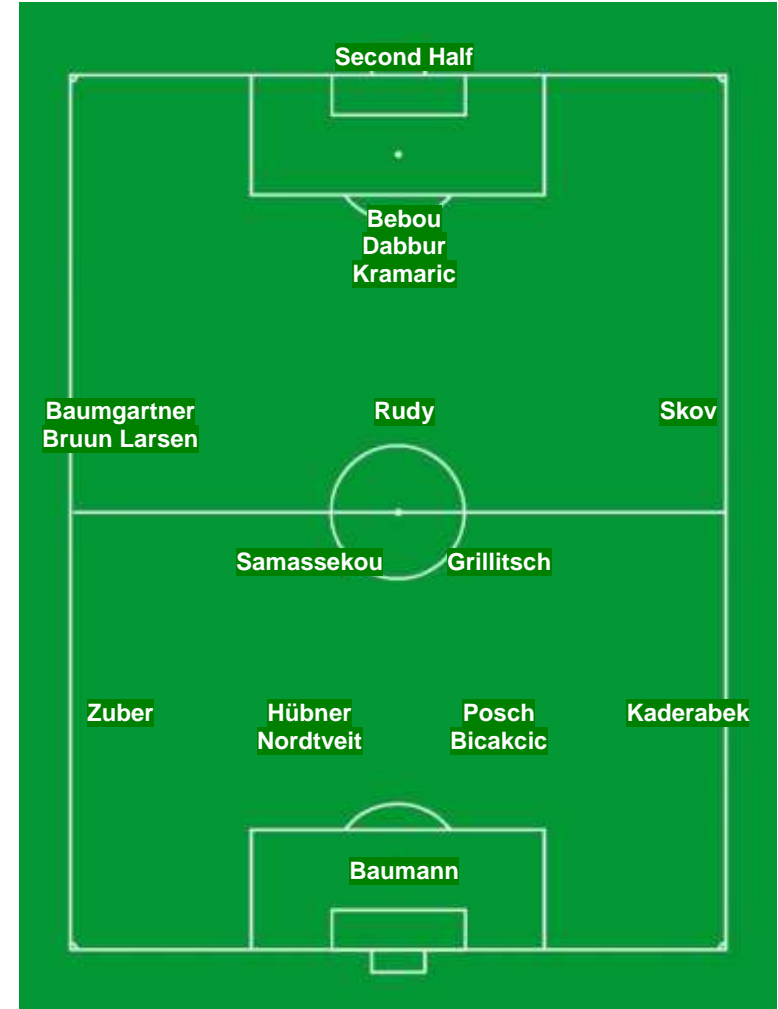 Second Half
Bebou
Dabbur
Kramaric
Baumgartner Rudy Skov
Bruun Larsen
Samassekou Grillitsch
Zuber Hübner Posch Kaderabek
Nordtveit Bicakcic
Baumann